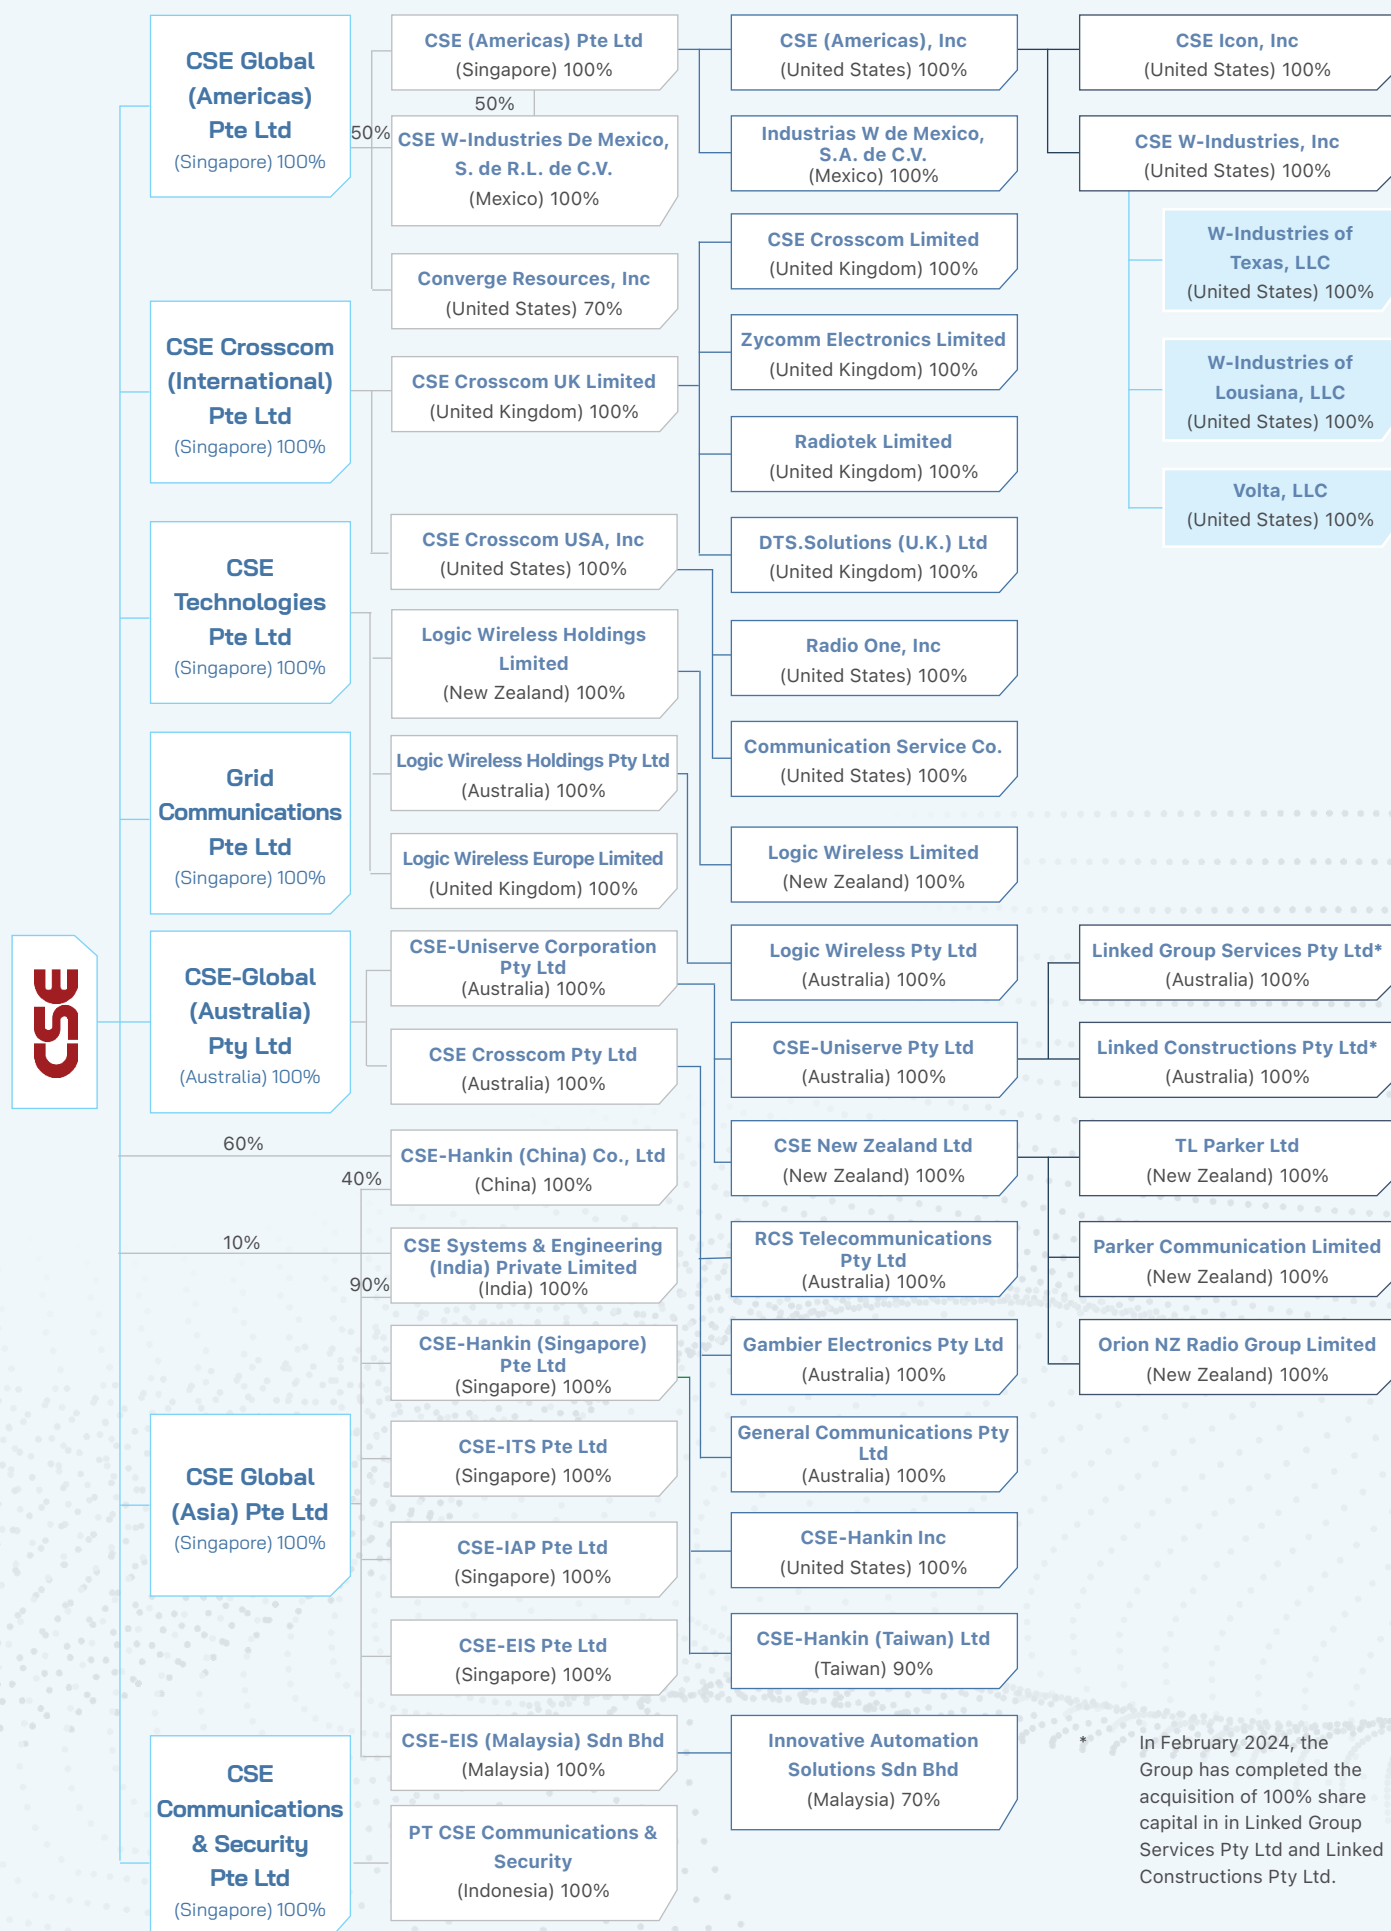 CSE
CSE Global
(Americas)
Pte Ltd
(Singapore) 100%
CSE Crosscom
(International)
Pte Ltd
(Singapore) 100%
CSE
Technologies
Pte Ltd
(Singapore) 100%
Grid
Communications
Pte Ltd
(Singapore) 100%
CSE-Global
(Australia)
Pty Ltd
(Australia) 100%
CSE Global
(Asia) Pte Ltd
(Singapore) 100%
CSE
Communications
& Security
Pte Ltd
(Singapore) 100%
50%
50%
60%
40%
10%
90%
CSE (Americas) Pte Ltd
(Singapore) 100%
CSE W-Industries De Mexico,
S. de R.L. de C.V.
(Mexico) 100%
Converge Resources, Inc
(United States) 70%
CSE Crosscom UK Limited
(United Kingdom) 100%
CSE Crosscom USA, Inc
(United States) 100%
Logic Wireless Holdings
Limited
(New Zealand) 100%
Logic Wireless Holdings Pty Ltd
(Australia) 100%
Logic Wireless Europe Limited
(United Kingdom) 100%
CSE-Uniserve Corporation
Pty Ltd
(Australia) 100%
CSE Crosscom Pty Ltd
(Australia) 100%
CSE-Hankin (China) Co., Ltd
(China) 100%
CSE Systems & Engineering
(India) Private Limited
(India) 100%
CSE-Hankin (Singapore)
Pte Ltd
(Singapore) 100%
CSE-ITS Pte Ltd
(Singapore) 100%
CSE-IAP Pte Ltd
(Singapore) 100%
CSE-EIS Pte Ltd
(Singapore) 100%
CSE-EIS (Malaysia) Sdn Bhd
(Malaysia) 100%
PT CSE Communications &
Security
(Indonesia) 100%
CSE (Americas), Inc
(United States) 100%
Industrias W de Mexico,
S.A. de C.V.
(Mexico) 100%
CSE Crosscom Limited
(United Kingdom) 100%
Zycomm Electronics Limited
(United Kingdom) 100%
Radiotek Limited
(United Kingdom) 100%
DTS.Solutions (U.K.) Ltd
(United Kingdom) 100%
Radio One, Inc
(United States) 100%
Communication Service Co.
(United States) 100%
Logic Wireless Limited
(New Zealand) 100%
Logic Wireless Pty Ltd
(Australia) 100%
CSE-Uniserve Pty Ltd
(Australia) 100%
CSE New Zealand Ltd
(New Zealand) 100%
RCS Telecommunications
Pty Ltd
(Australia) 100%
Gambier Electronics Pty Ltd
(Australia) 100%
General Communications Pty
Ltd
(Australia) 100%
CSE-Hankin Inc
(United States) 100%
CSE-Hankin (Taiwan) Ltd
(Taiwan) 90%
Innovative Automation
Solutions Sdn Bhd
(Malaysia) 70%
CSE Icon, Inc
(United States) 100%
CSE W-Industries, Inc
(United States) 100%
W-Industries of
Texas, LLC
(United States) 100%
W-Industries of
Lousiana, LLC
(United States) 100%
Volta, LLC
(United States) 100%
Linked Group Services Pty Ltd*
(Australia) 100%
Linked Constructions Pty Ltd*
(Australia) 100%
TL Parker Ltd
(New Zealand) 100%
Parker Communication Limited
(New Zealand) 100%
Orion NZ Radio Group Limited
(New Zealand) 100%
* In February 2024, the
Group has completed the
acquisition of 100% share
capital in in Linked Group
Services Pty Ltd and Linked
Constructions Pty Ltd.